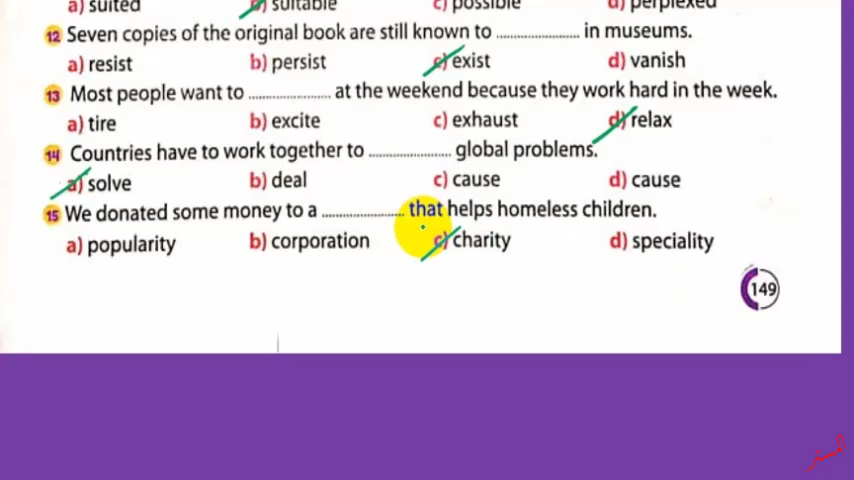 a) suited b) suitable c) possible d) perplexed
12 Seven copies of the original book are still known to .................... in museums.
a) resist b) persist c) exist d) vanish
13 Most people want to .................... at the weekend because they work hard in the week.
a) tire b) excite c) exhaust d) relax
14 Countries have to work together to .................... global problems.
a) solve b) deal c) cause d) cause
15 We donated some money to a .................... that helps homeless children.
a) popularity b) corporation c) charity d) speciality
149